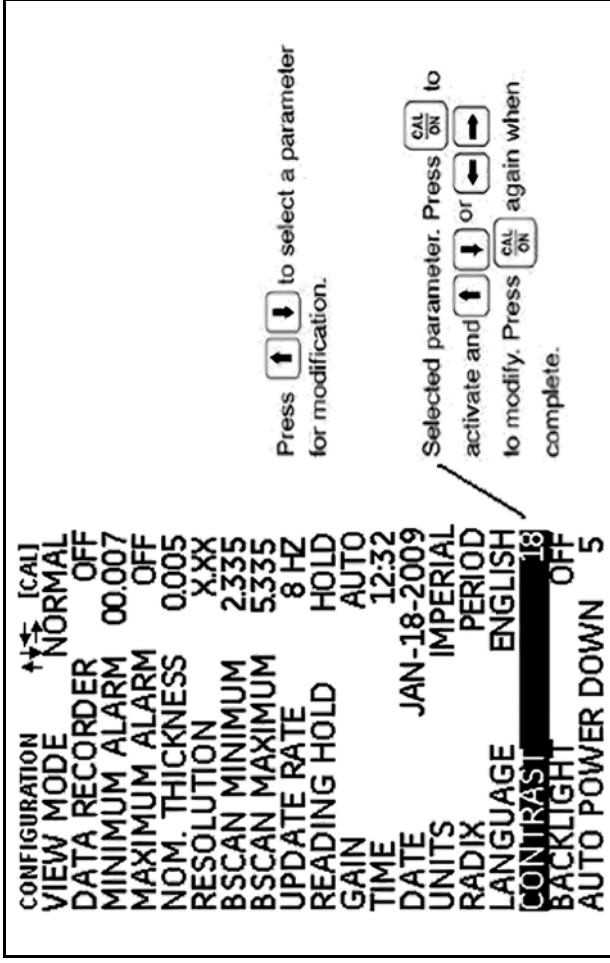 CONFIGURATION ↑↓←→ [CAL]
VIEW MODE NORMAL
DATA RECORDER OFF
MINIMUM ALARM 00.007
MAXIMUM ALARM OFF
NOM. THICKNESS 0.005
RESOLUTION X.XX
BSCAN MINIMUM 2.335
BSCAN MAXIMUM 5.335
UPDATE RATE 8 HZ
READING HOLD HOLD
GAIN AUTO
TIME 12:32
DATE JAN-18-2009
UNITS IMPERIAL
RADIX PERIOD
LANGUAGE ENGLISH
CONTRAST 18
BACKLIGHT OFF
AUTO POWER DOWN 5
Press ↑ ↓ to select a parameter
for modification.
Selected parameter. Press CAL/ON to
activate and ↑ ↓ or ← →
to modify. Press CAL/ON again when
complete.